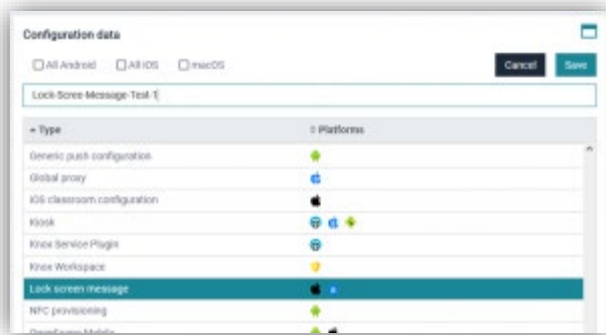 Configuration data
All Android All iOS macOS Cancel Save
Lock-Scree-Message-Test-1
Type Platforms
Generic push configuration
Global proxy
iOS classroom configuration
Kiosk
Knox Service Plugin
Knox Workspace
Lock screen message
NFC provisioning